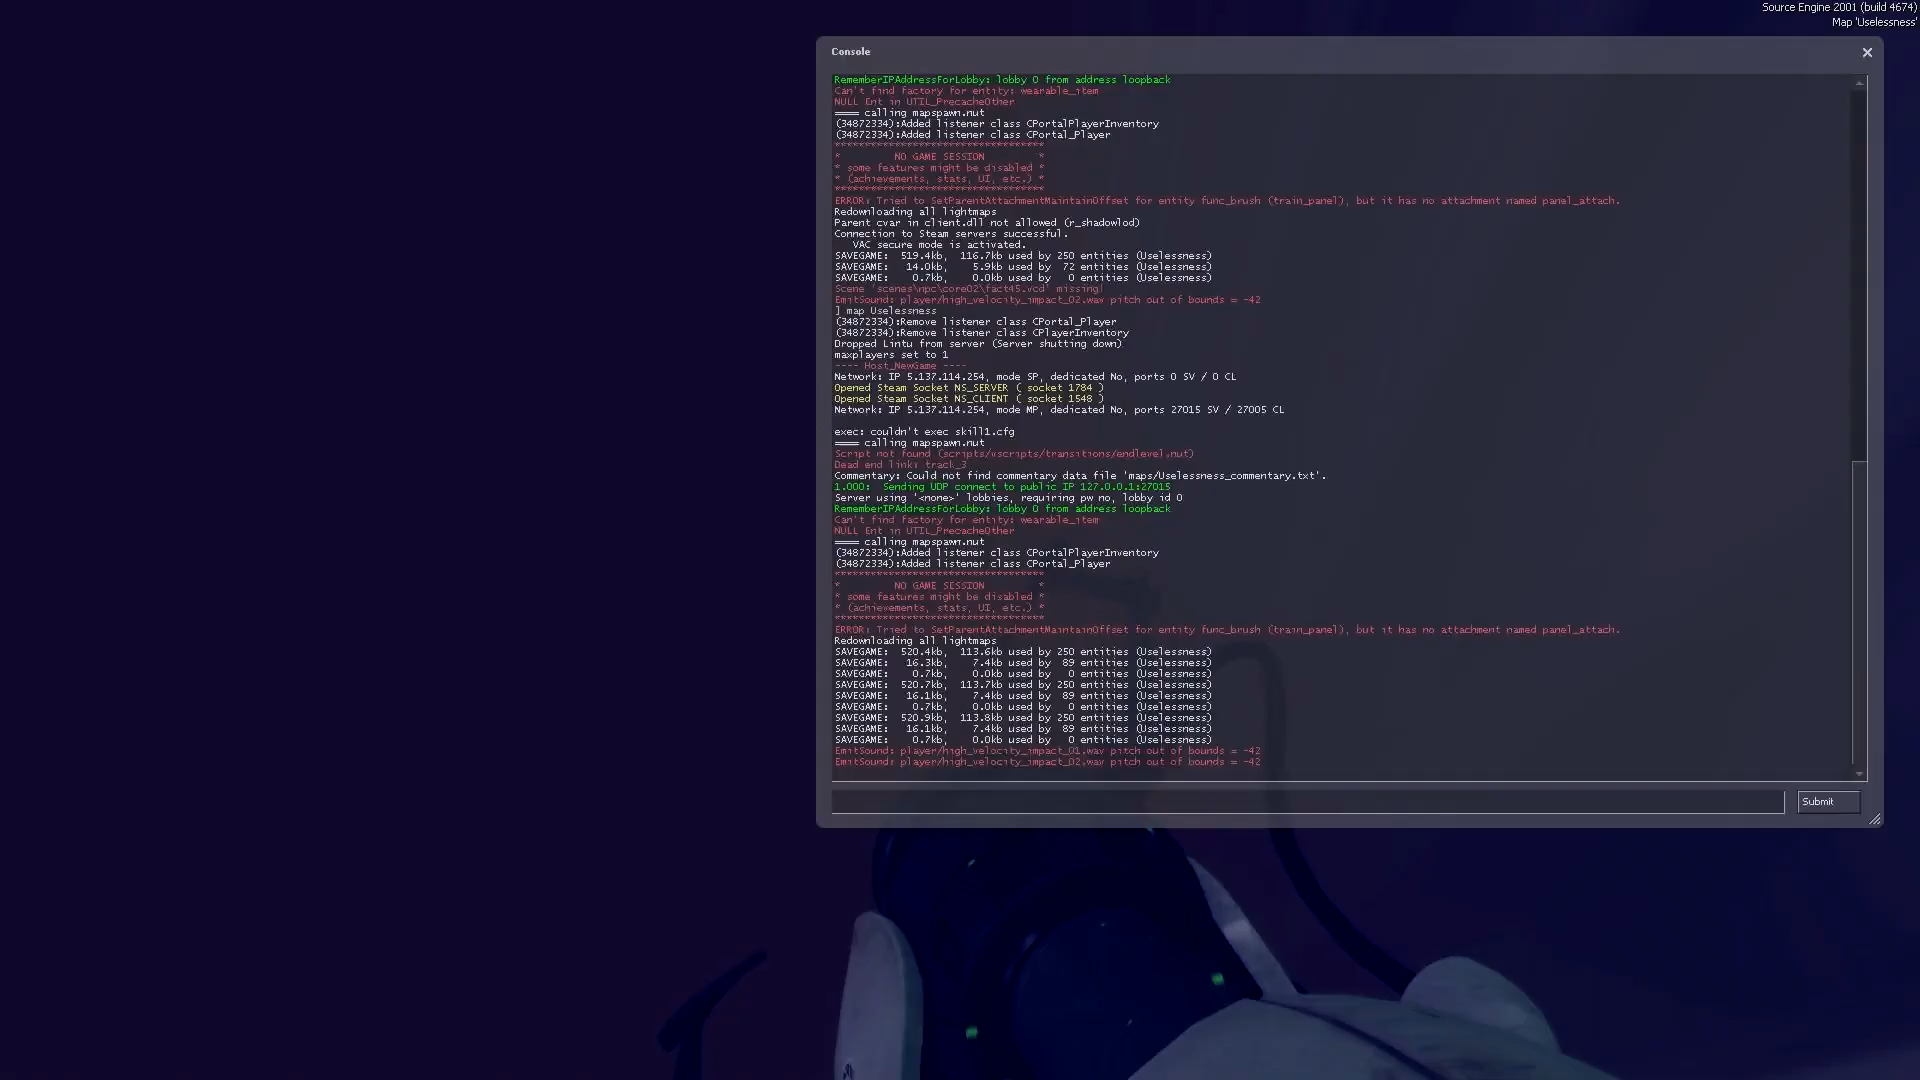 Source Engine 2001 (build 4674)
Map 'Uselessness'
Console
RememberIPAddressForLobby: lobby 0 from address loopback
Can't find factory for entity: wearable_item
NULL Ent in UTIL_PrecacheOther
==== calling mapspawn.nut
(34872334):Added listener class CPortalPlayerInventory
(34872334):Added listener class CPortal_Player
***********************************
* NO GAME SESSION *
* some features might be disabled *
* (achievements, stats, UI, etc.) *
***********************************
ERROR: Tried to SetParentAttachmentMaintainOffset for entity func_brush (train_panel), but it has no attachment named panel_attach.
Redownloading all lightmaps
Parent cvar in client.dll not allowed (r_shadowlod)
Connection to Steam servers successful.
VAC secure mode is activated.
SAVEGAME: 519.4kb, 116.7kb used by 250 entities (Uselessness)
SAVEGAME: 14.0kb, 5.9kb used by 72 entities (Uselessness)
SAVEGAME: 0.7kb, 0.0kb used by 0 entities (Uselessness)
Scene 'scenes\npc\core02\fact45.vcd' missing!
EmitSound: player/high_velocity_impact_02.wav pitch out of bounds = -42
] map Uselessness
(34872334):Remove listener class CPortal_Player
(34872334):Remove listener class CPlayerInventory
Dropped Lintu from server (Server shutting down)
maxplayers set to 1
---- Host_NewGame ----
Network: IP 5.137.114.254, mode SP, dedicated No, ports 0 SV / 0 CL
Opened Steam Socket NS_SERVER ( socket 1784 )
Opened Steam Socket NS_CLIENT ( socket 1548 )
Network: IP 5.137.114.254, mode MP, dedicated No, ports 27015 SV / 27005 CL
exec: couldn't exec skill1.cfg
==== calling mapspawn.nut
Script not found (scripts/vscripts/transitions/endlevel.nut)
Dead end link: track_3
Commentary: Could not find commentary data file 'maps/Uselessness_commentary.txt'.
1.000: Sending UDP connect to public IP 127.0.0.1:27015
Server using '<none>' lobbies, requiring pw no, lobby id 0
RememberIPAddressForLobby: lobby 0 from address loopback
Can't find factory for entity: wearable_item
NULL Ent in UTIL_PrecacheOther
==== calling mapspawn.nut
(34872334):Added listener class CPortalPlayerInventory
(34872334):Added listener class CPortal_Player
***********************************
* NO GAME SESSION *
* some features might be disabled *
* (achievements, stats, UI, etc.) *
***********************************
ERROR: Tried to SetParentAttachmentMaintainOffset for entity func_brush (train_panel), but it has no attachment named panel_attach.
Redownloading all lightmaps
SAVEGAME: 520.4kb, 113.6kb used by 250 entities (Uselessness)
SAVEGAME: 16.3kb, 7.4kb used by 89 entities (Uselessness)
SAVEGAME: 0.7kb, 0.0kb used by 0 entities (Uselessness)
SAVEGAME: 520.7kb, 113.7kb used by 250 entities (Uselessness)
SAVEGAME: 16.1kb, 7.4kb used by 89 entities (Uselessness)
SAVEGAME: 0.7kb, 0.0kb used by 0 entities (Uselessness)
SAVEGAME: 520.9kb, 113.8kb used by 250 entities (Uselessness)
SAVEGAME: 16.1kb, 7.4kb used by 89 entities (Uselessness)
SAVEGAME: 0.7kb, 0.0kb used by 0 entities (Uselessness)
EmitSound: player/high_velocity_impact_01.wav pitch out of bounds = -42
EmitSound: player/high_velocity_impact_02.wav pitch out of bounds = -42
Submit